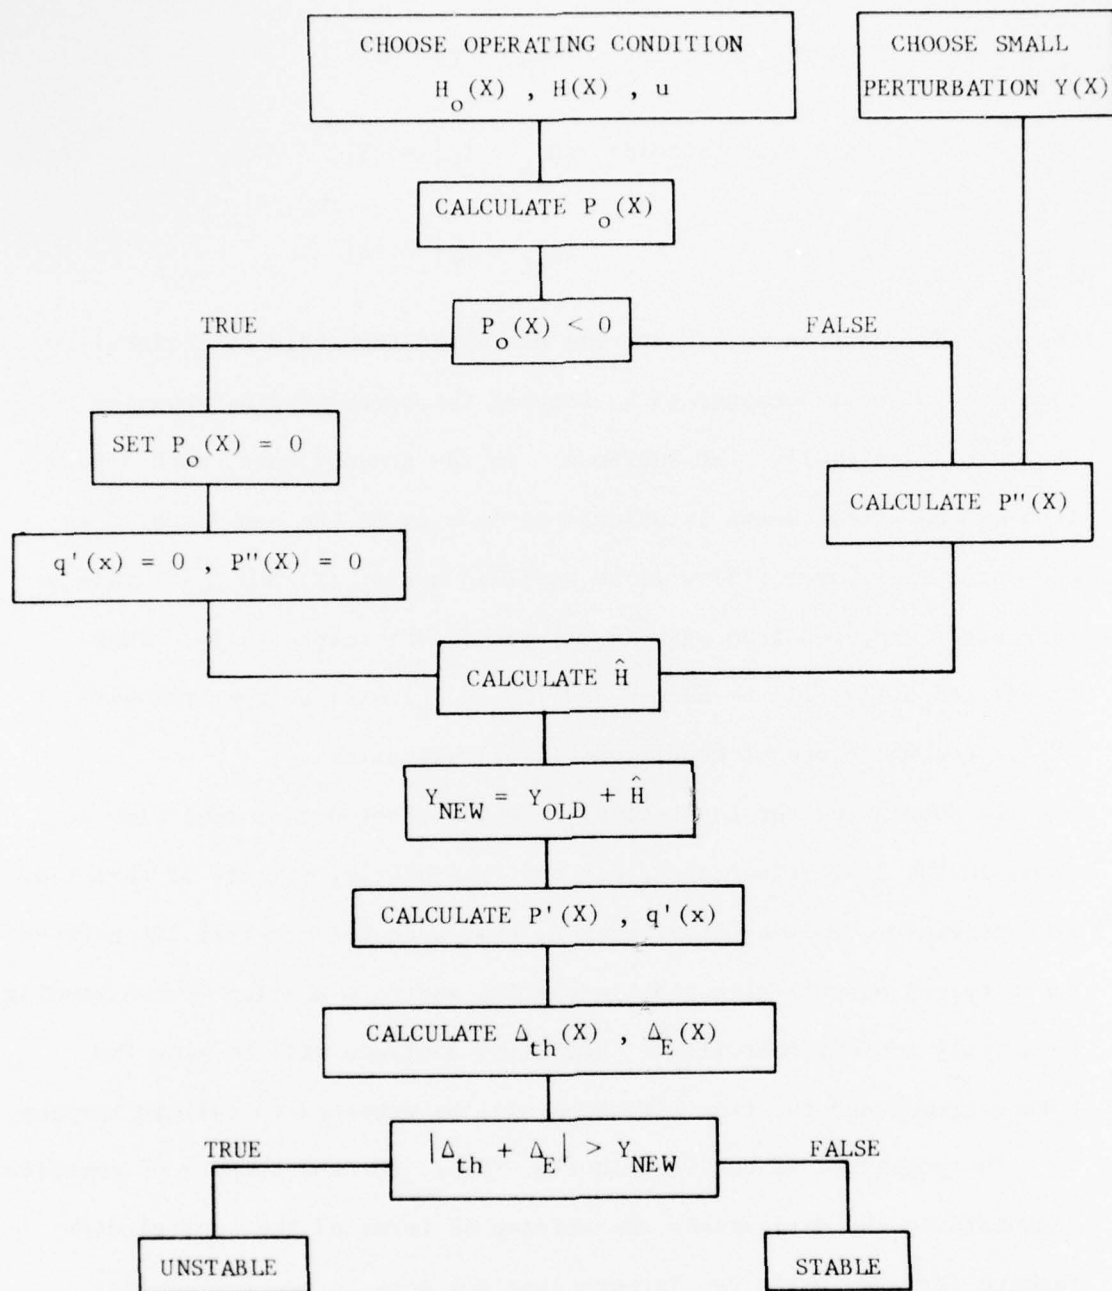 CHOOSE OPERATING CONDITION
H_o(X) , H(X) , u
CHOOSE SMALL
PERTURBATION Y(X)
CALCULATE P_o(X)
P_o(X) < 0
TRUE
FALSE
SET P_o(X) = 0
q'(x) = 0 , P"(X) = 0
CALCULATE P"(X)
CALCULATE Ĥ
Y_NEW = Y_OLD + Ĥ
CALCULATE P'(X) , q'(x)
CALCULATE Δ_th(X) , Δ_E(X)
|Δ_th + Δ_E| > Y_NEW
TRUE
FALSE
UNSTABLE
STABLE